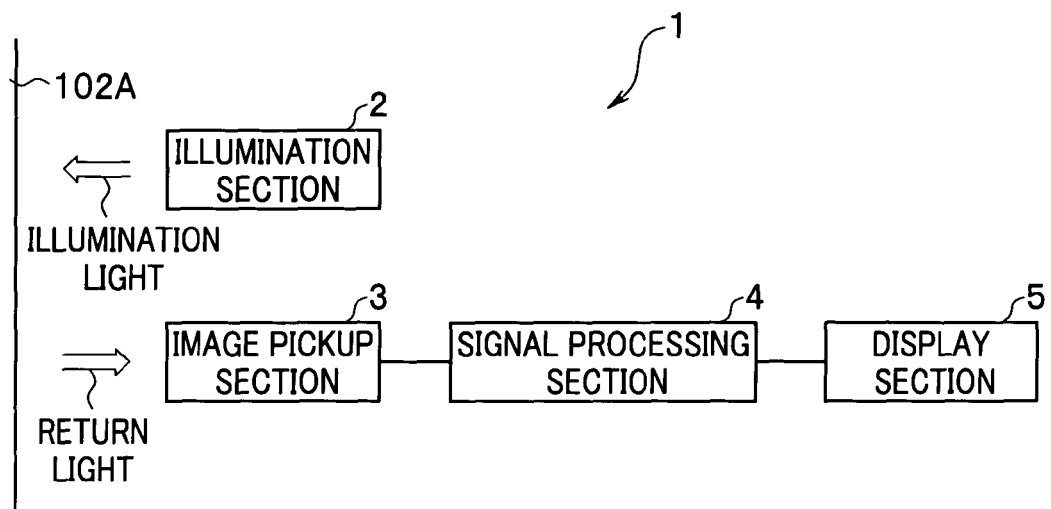 1
102A
2
ILLUMINATION
SECTION
ILLUMINATION
LIGHT
3
IMAGE PICKUP
SECTION
4
SIGNAL PROCESSING
SECTION
5
DISPLAY
SECTION
RETURN
LIGHT